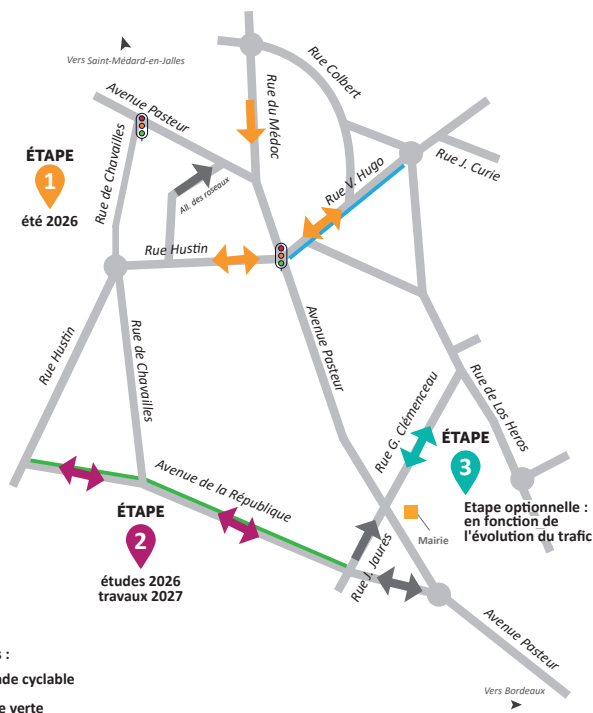 Vers Saint-Médard-en-Jalles
Avenue Pasteur
Rue du Médoc
Rue Colbert
Rue J. Curie
Rue de Chavailles
ÉTAPE
1
été 2026
All. des roseaux
Rue V. Hugo
Rue Hustin
Rue Hustin
Rue de Chavailles
Avenue Pasteur
Rue de Los Heros
Rue G. Clémenceau
ÉTAPE
3
Etape optionnelle :
en fonction de
l'évolution du trafic
Mairie
Avenue de la République
ÉTAPE
2
études 2026
travaux 2027
Rue J. Jaurès
Avenue Pasteur
Vers Bordeaux
:
cyclable
verte